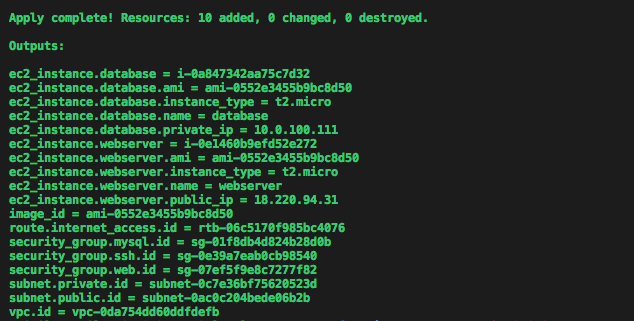 Apply complete! Resources: 10 added, 0 changed, 0 destroyed.
Outputs:
ec2_instance.database = i-0a847342aa75c7d32
ec2_instance.database.ami = ami-0552e3455b9bc8d50
ec2_instance.database.instance_type = t2.micro
ec2_instance.database.name = database
ec2_instance.database.private_ip = 10.0.100.111
ec2_instance.webserver = i-0e1460b9efd52e272
ec2_instance.webserver.ami = ami-0552e3455b9bc8d50
ec2_instance.webserver.instance_type = t2.micro
ec2_instance.webserver.name = webserver
ec2_instance.webserver.public_ip = 18.220.94.31
image_id = ami-0552e3455b9bc8d50
route.internet_access.id = rtb-06c5170f985bc4076
security_group.mysql.id = sg-01f8db4d824b28d0b
security_group.ssh.id = sg-0e39a7eab0cb98540
security_group.web.id = sg-07ef5f9e8c7277f82
subnet.private.id = subnet-0c7e36bf75620523d
subnet.public.id = subnet-0ac0c204bede06b2b
vpc.id = vpc-0da754dd60ddfdefb